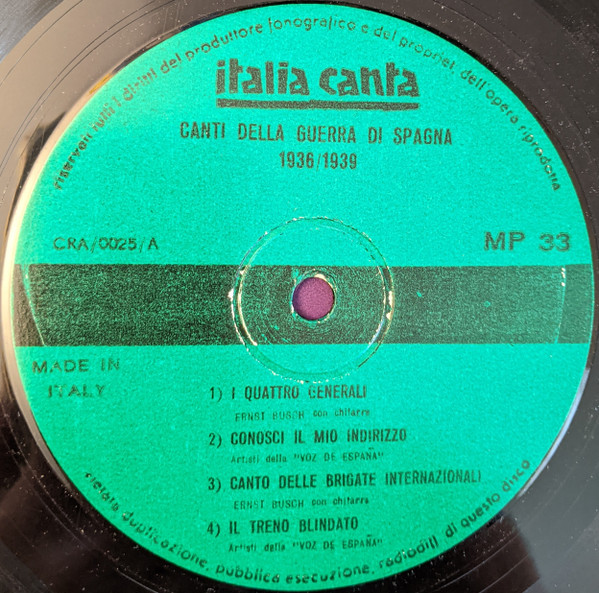 riservati tutti i diritti del produttore fonografico e del propriet. dell'opera riprodotta
italia canta
CANTI DELLA GUERRA DI SPAGNA
1936/1939
CRA/0025/A
MP 33
MADE IN
ITALY
1) I QUATTRO GENERALI
ERNST BUSCH con chitarre
2) CONOSCI IL MIO INDIRIZZO
Artisti della "VOZ DE ESPAÑA"
3) CANTO DELLE BRIGATE INTERNAZIONALI
ERNST BUSCH con chitarre
4) IL TRENO BLINDATO
Artisti della "VOZ DE ESPAÑA"
vietata duplicazione, pubblica esecuzione, radiodiff. di questo disco